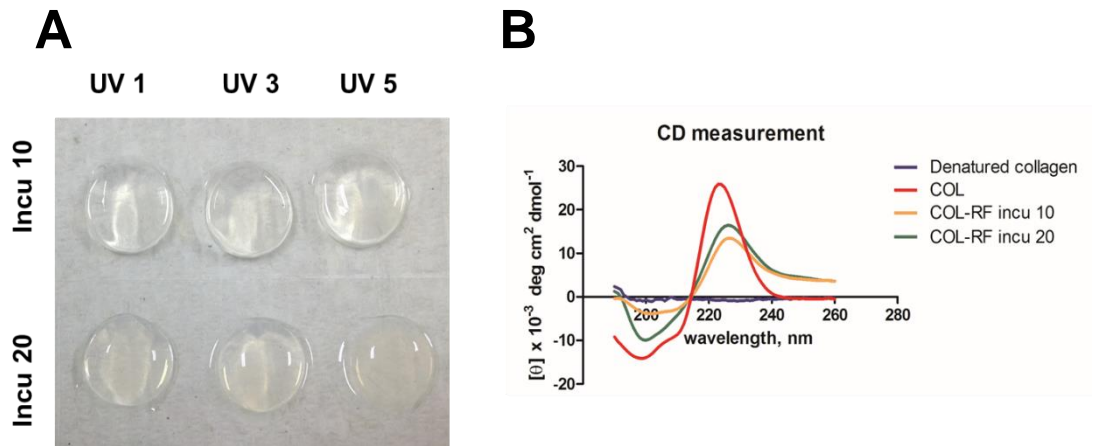 A
B
UV 1 UV 3 UV 5
Incu 10
Incu 20
CD measurement
[θ] x 10⁻³ deg cm² dmol⁻¹
30
20
10
0
-10
-20
200 220 240 260 280
wavelength, nm
Denatured collagen
COL
COL-RF incu 10
COL-RF incu 20